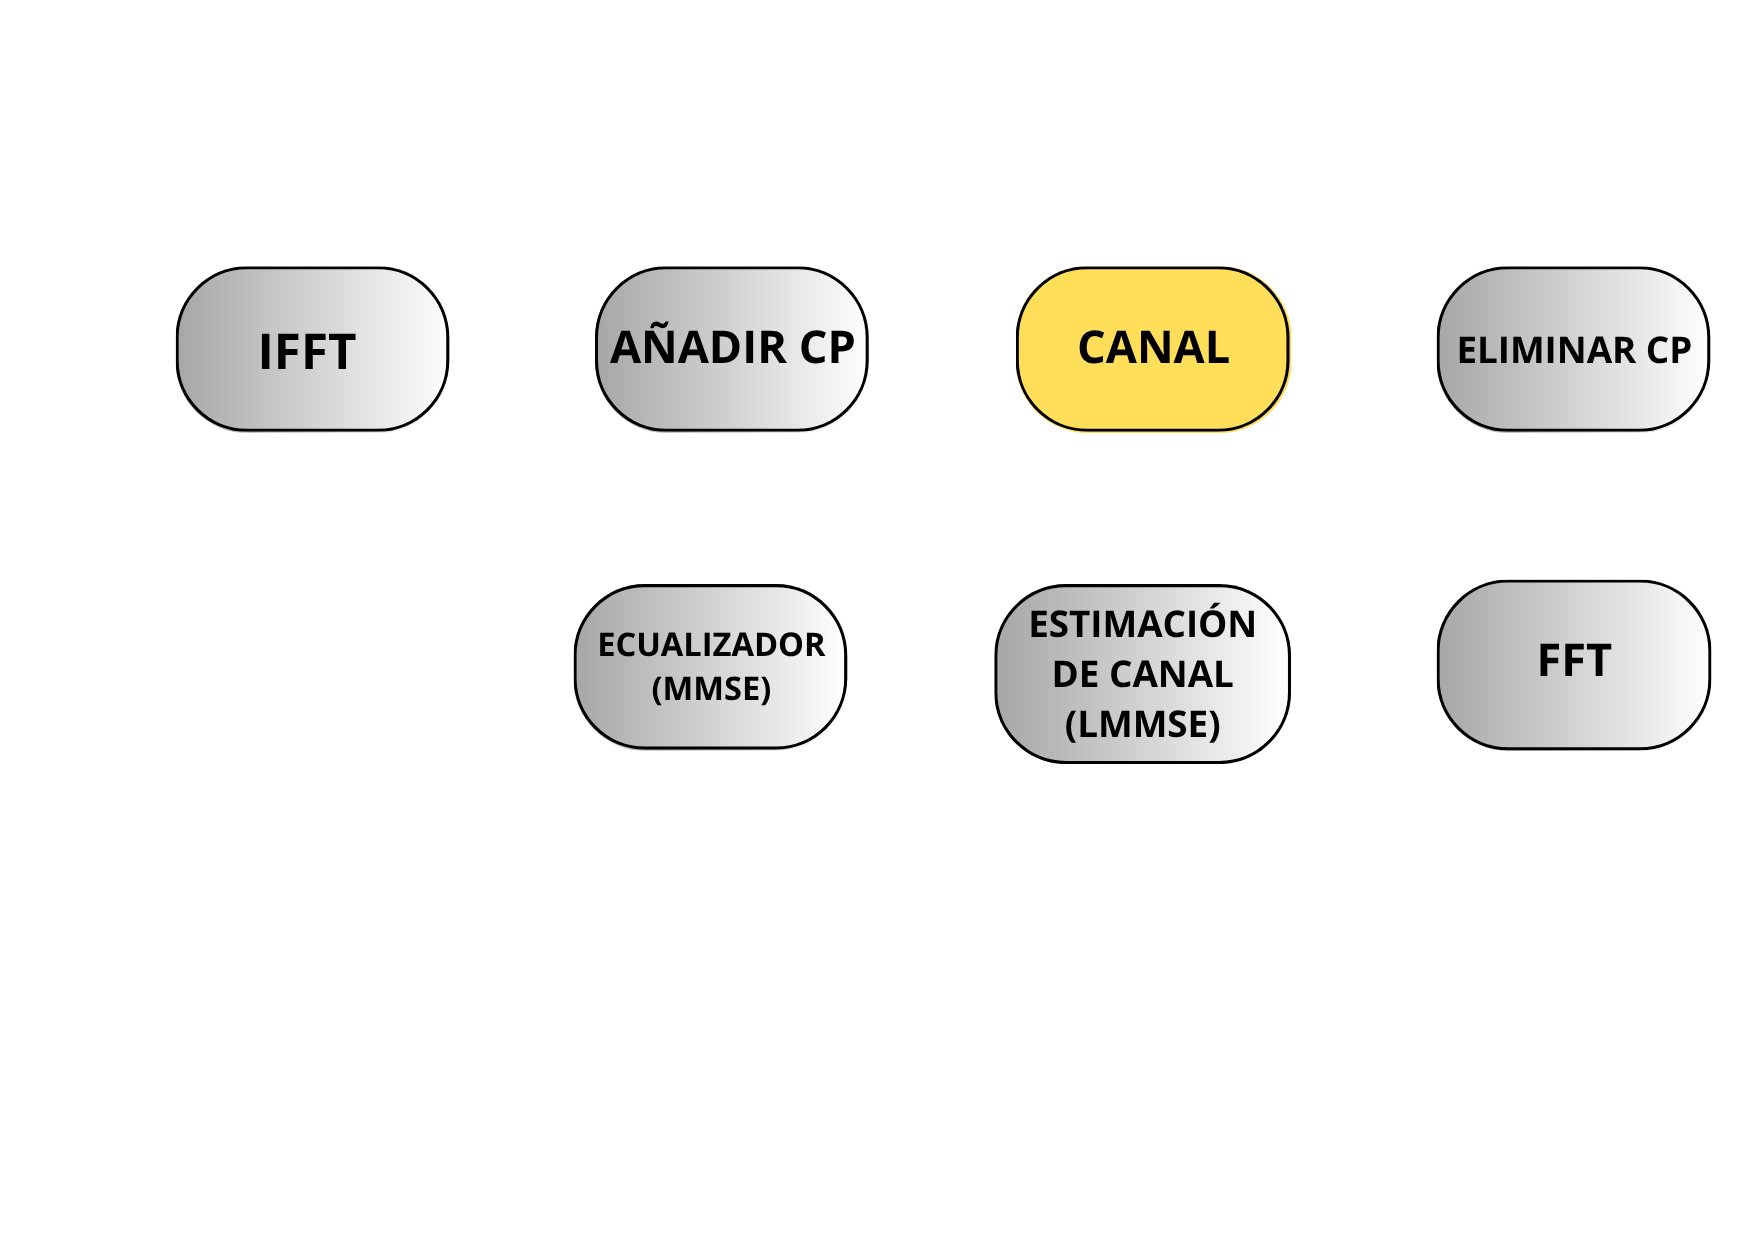 IFFT
AÑADIR CP
CANAL
ELIMINAR CP
ECUALIZADOR
(MMSE)
ESTIMACIÓN
DE CANAL
(LMMSE)
FFT